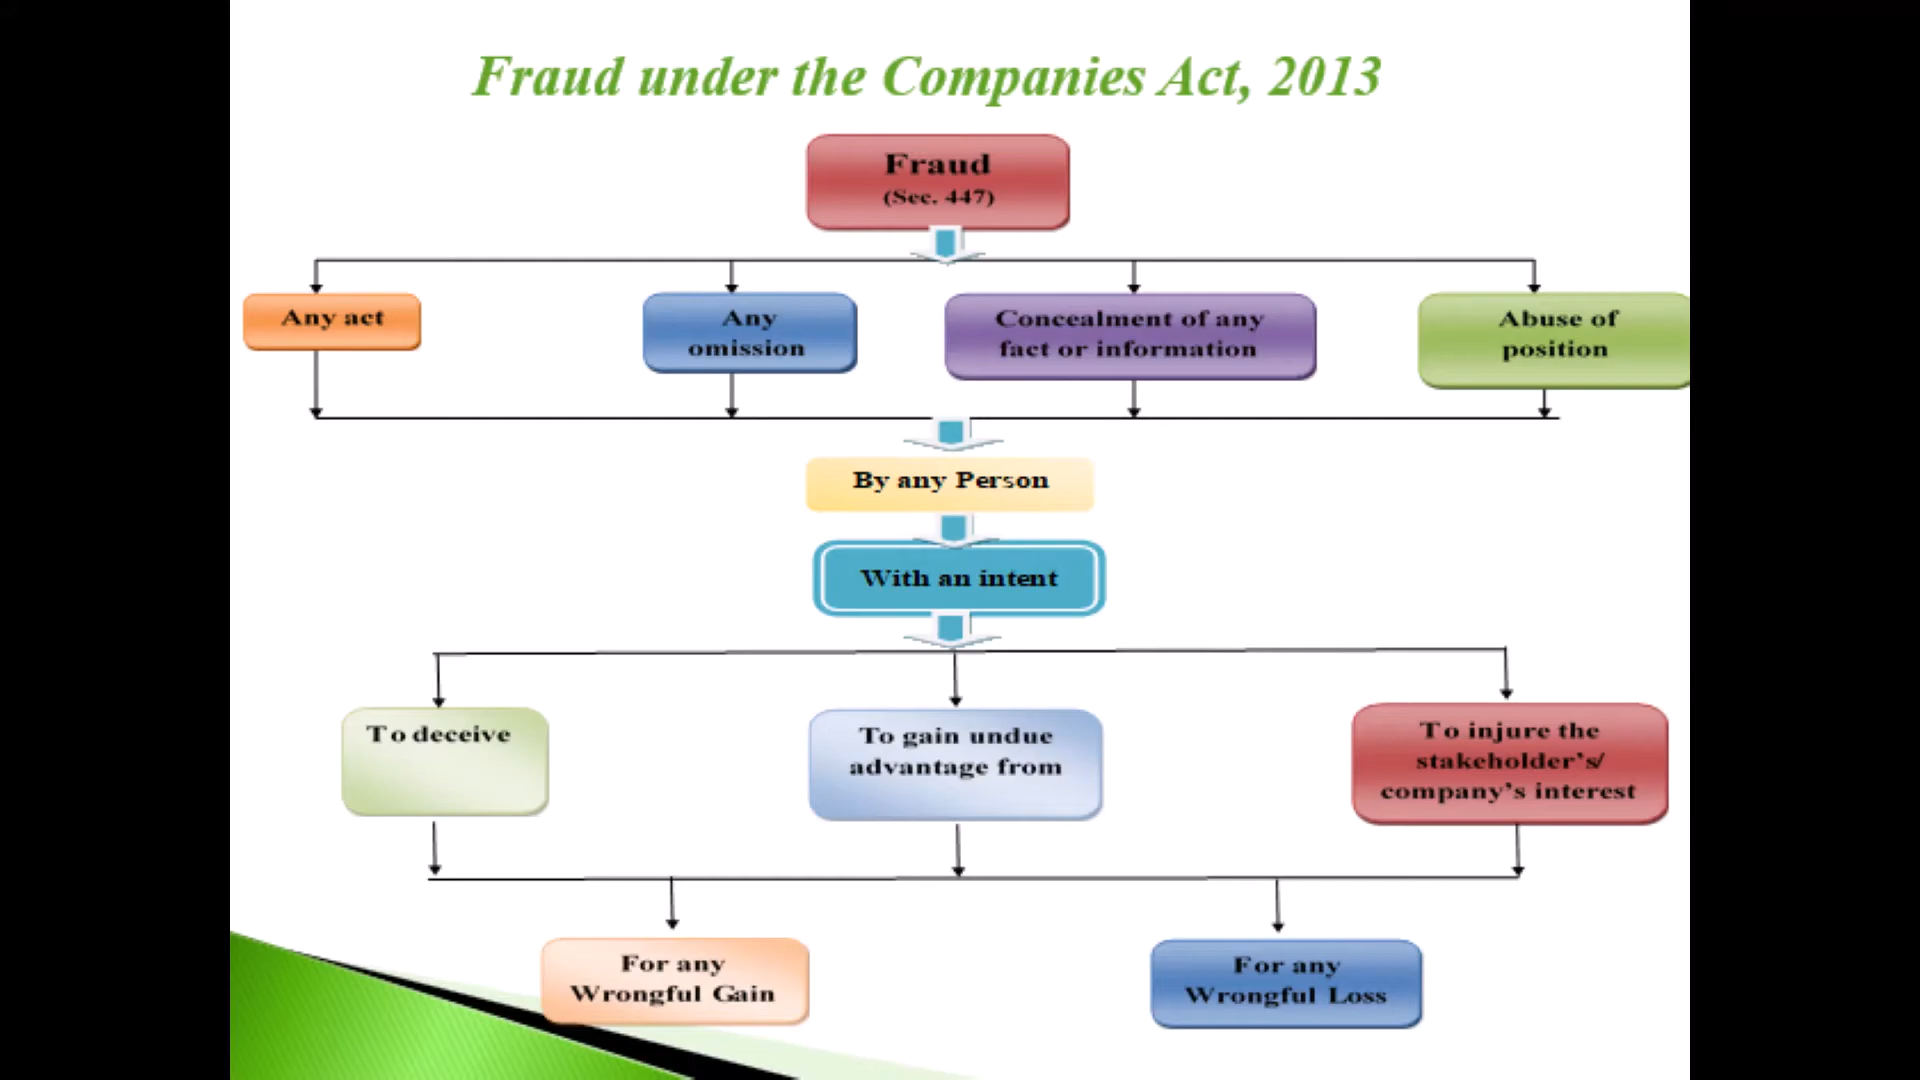 Fraud under the Companies Act, 2013
Fraud
(Sec. 447)
Any act
Any
omission
Concealment of any
fact or information
Abuse of
position
By any Person
With an intent
To deceive
To gain undue
advantage from
To injure the
stakeholder's/
company's interest
For any
Wrongful Gain
For any
Wrongful Loss